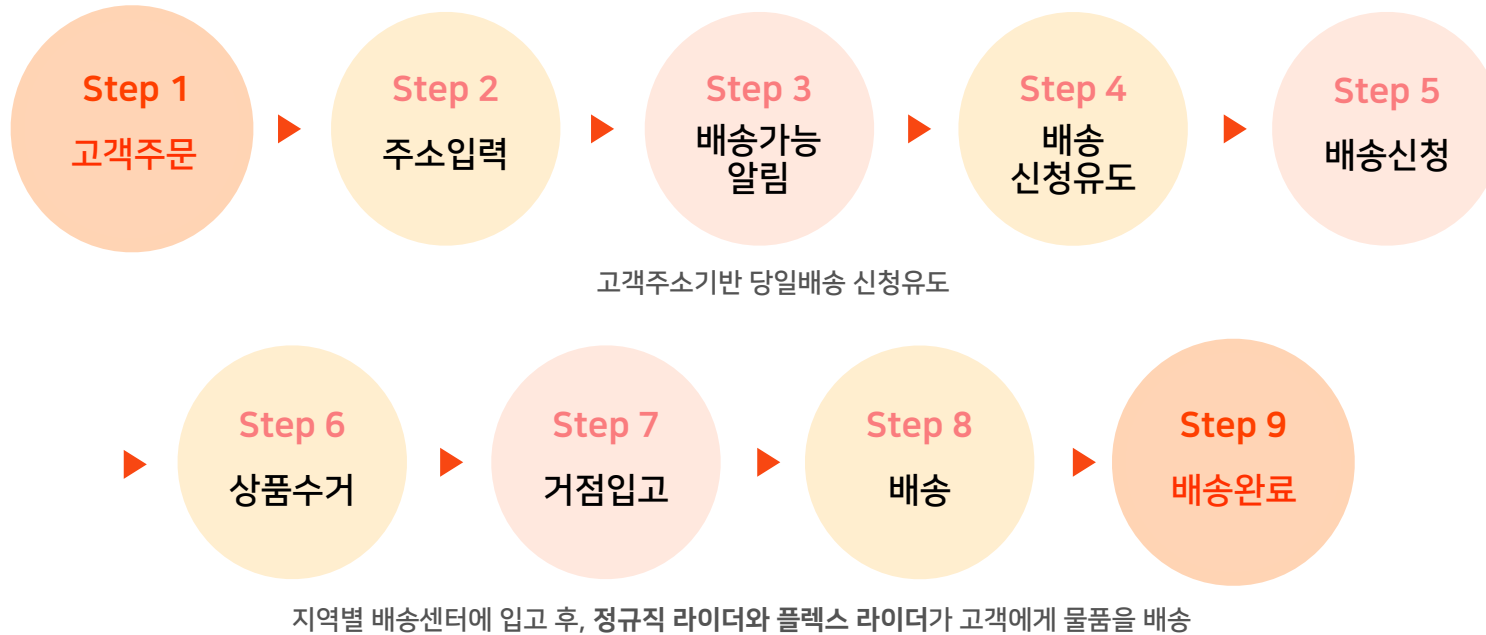 Step 1
고객주문
Step 2
주소입력
Step 3
배송가능
알림
Step 4
배송
신청유도
Step 5
배송신청
고객주소기반 당일배송 신청유도
Step 6
상품수거
Step 7
거점입고
Step 8
배송
Step 9
배송완료
지역별 배송센터에 입고 후, 정규직 라이더와 플렉스 라이더가 고객에게 물품을 배송